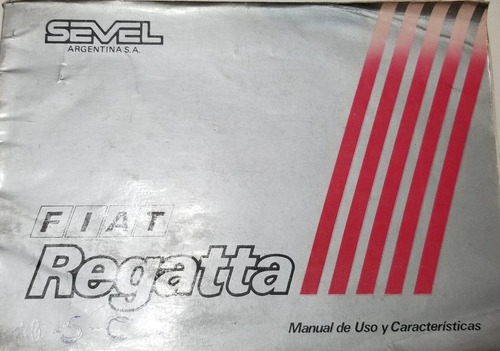 SEVEL
ARGENTINA S.A.
FIAT
Regatta
Manual de Uso y Características